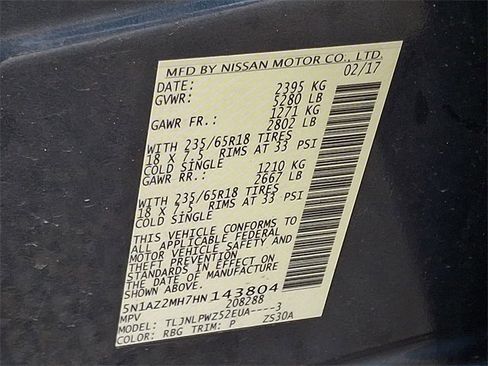 MFD BY NISSAN MOTOR CO., LTD.
DATE: 02/17
GVWR: 2395 KG
5280 LB
GAWR FR.: 1271 KG
2802 LB
WITH 235/65R18 TIRES
18 X 7.5 RIMS AT 33 PSI
COLD SINGLE
GAWR RR.: 1210 KG
2667 LB
WITH 235/65R18 TIRES
18 X 7.5 RIMS AT 33 PSI
COLD SINGLE
THIS VEHICLE CONFORMS TO
ALL APPLICABLE FEDERAL
MOTOR VEHICLE SAFETY AND
THEFT PREVENTION
STANDARDS IN EFFECT ON
THE DATE OF MANUFACTURE
SHOWN ABOVE.
5N1AZ2MH7HN143804
MPV 208288
MODEL: TLJNLPWZ52EUA----3
COLOR: RBG TRIM: P ZS30A